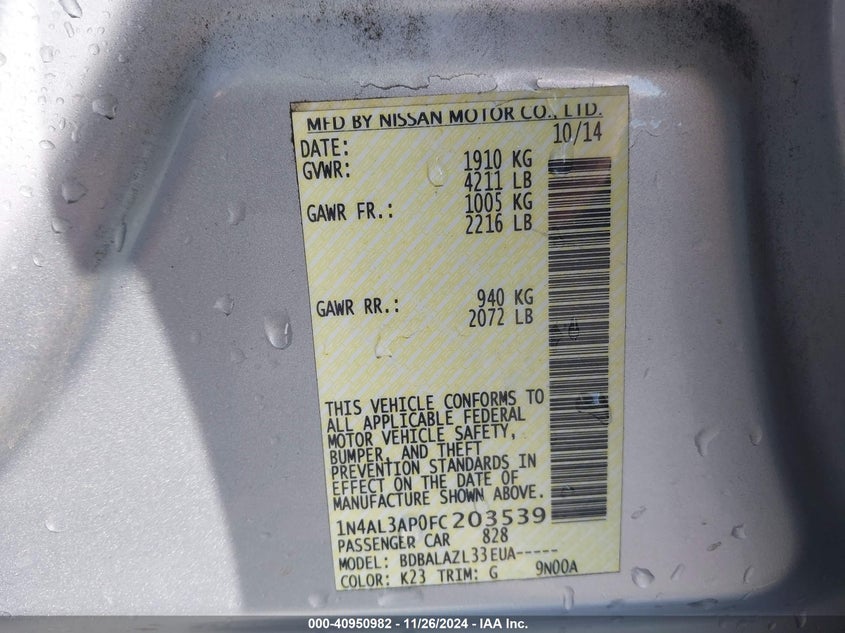 MFD BY NISSAN MOTOR CO., LTD.
DATE: 10/14
GVWR: 1910 KG
4211 LB
GAWR FR.: 1005 KG
2216 LB
GAWR RR.: 940 KG
2072 LB
THIS VEHICLE CONFORMS TO
ALL APPLICABLE FEDERAL
MOTOR VEHICLE SAFETY,
BUMPER, AND THEFT
PREVENTION STANDARDS IN
EFFECT ON THE DATE OF
MANUFACTURE SHOWN ABOVE.
1N4AL3AP0FC203539
PASSENGER CAR 828
MODEL: BDBALAZL33EUA-----
COLOR: K23 TRIM: G 9N00A
000-40950982 - 11/26/2024 - IAA Inc.